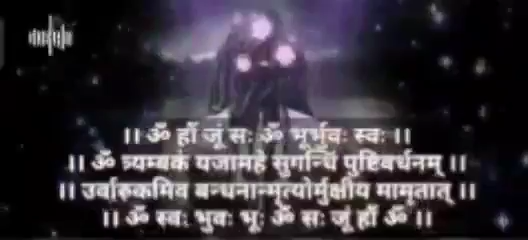 ।। ॐ हौं जूं सः ॐ भूर्भुवः स्वः ।।
।। ॐ त्र्यम्बकं यजामहे सुगन्धिं पुष्टिवर्धनम् ।।
।। उर्वारुकमिव बन्धनान्मृत्योर्मुक्षीय मामृतात् ।।
।। ॐ स्वः भुवः भूः ॐ सः जूं हौं ॐ ।।